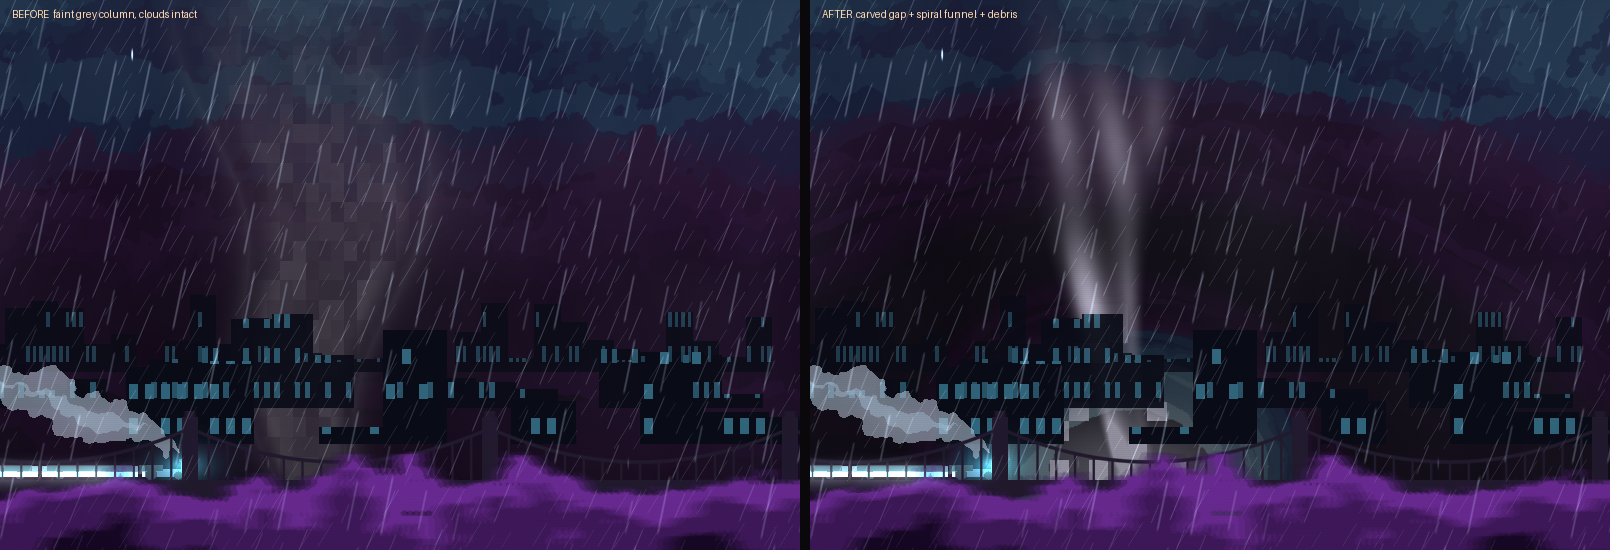 BEFORE faint grey column, clouds intact
AFTER carved gap + spiral funnel + debris